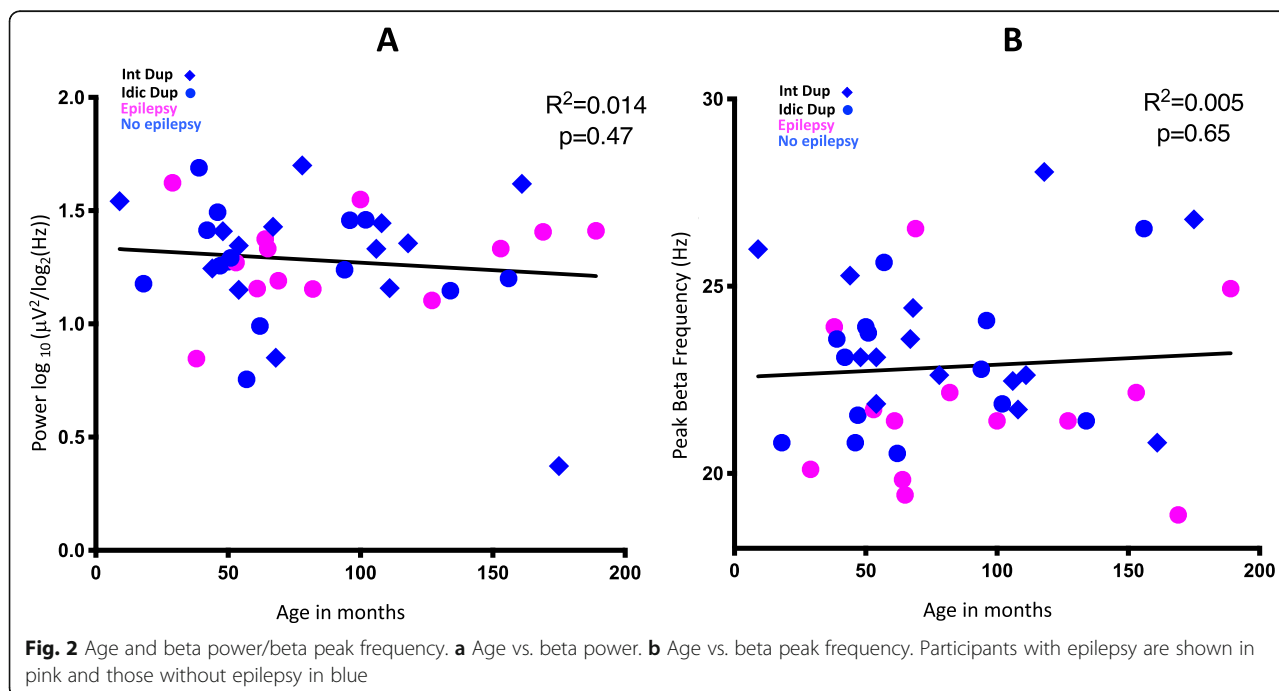 A
Int Dup
Idic Dup
Epilepsy
No epilepsy
R²=0.014
p=0.47
2.0
1.5
1.0
0.5
0.0
0 50 100 150 200
Power log ₁₀ (μV²/log₂(Hz))
Age in months
B
Int Dup
Idic Dup
Epilepsy
No epilepsy
R²=0.005
p=0.65
30
25
20
0 50 100 150 200
Peak Beta Frequency (Hz)
Age in months
Fig. 2 Age and beta power/beta peak frequency. a Age vs. beta power. b Age vs. beta peak frequency. Participants with epilepsy are shown in
pink and those without epilepsy in blue